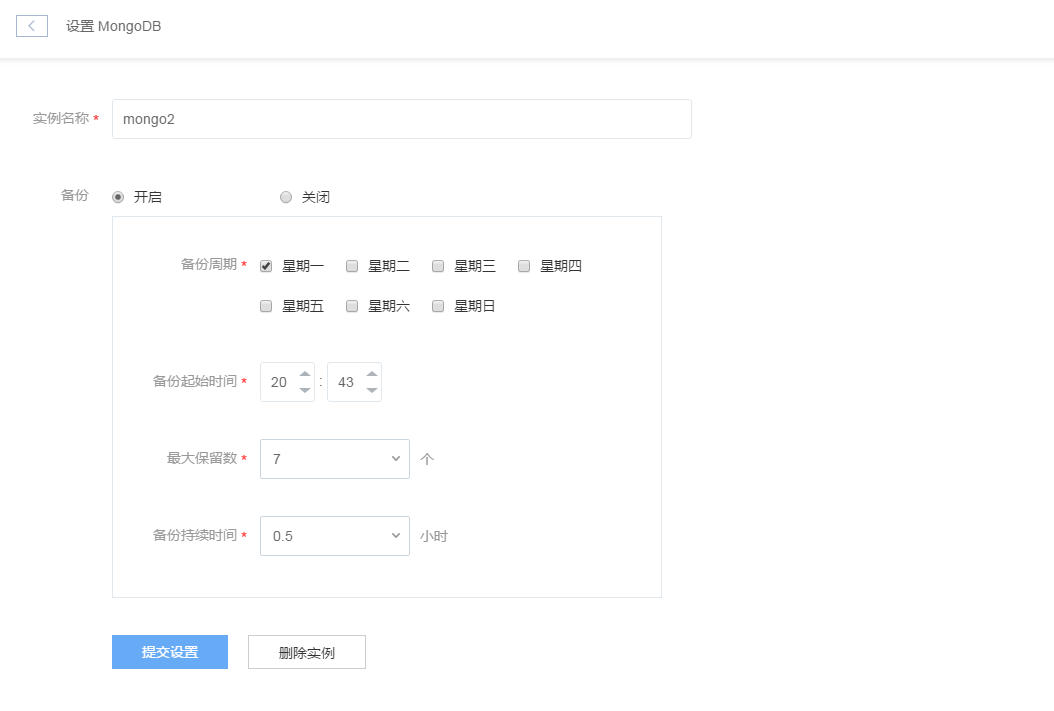 设置 MongoDB
实例名称 * mongo2
备份 开启 关闭
备份周期 * 星期一 星期二 星期三 星期四
星期五 星期六 星期日
备份起始时间 * 20 : 43
最大保留数 * 7 个
备份持续时间 * 0.5 小时
提交设置 删除实例